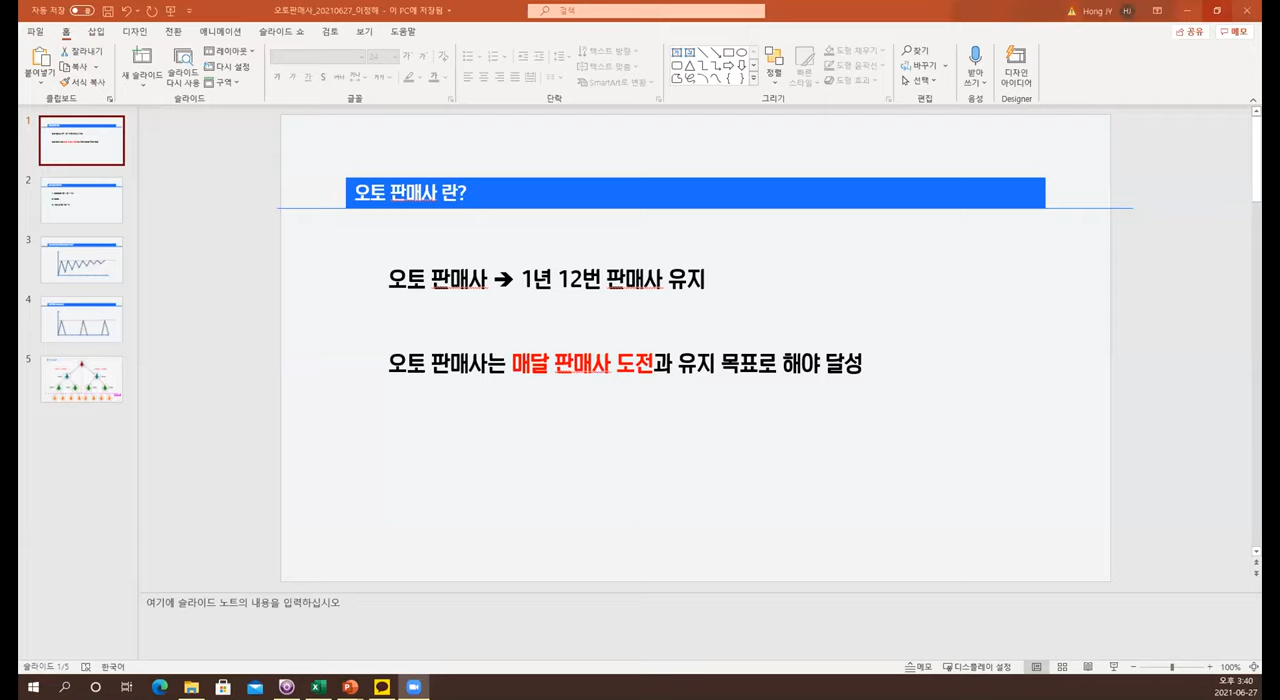 자동 저장
오토판매사_20210627_이정해 - 이 PC에 저장됨
검색
Hong JY
HJ
파일 홈 삽입 디자인 전환 애니메이션 슬라이드 쇼 검토 보기 도움말
공유 메모
붙여넣기
잘라내기
복사
서식 복사
클립보드
새 슬라이드
슬라이드 다시 사용
레이아웃
다시 설정
구역
슬라이드
24
글꼴
텍스트 방향
텍스트 맞춤
SmartArt로 변환
단락
정렬
빠른 스타일
도형 채우기
도형 윤곽선
도형 효과
그리기
찾기
바꾸기
선택
편집
받아쓰기
음성
디자인 아이디어
Designer
1
2
3
4
5
오토 판매사 란?
오토 판매사 ➔ 1년 12번 판매사 유지
오토 판매사는 매달 판매사 도전과 유지 목표로 해야 달성
여기에 슬라이드 노트의 내용을 입력하십시오
슬라이드 1/5 한국어
메모 디스플레이 설정 100%
오후 3:40
2021-06-27